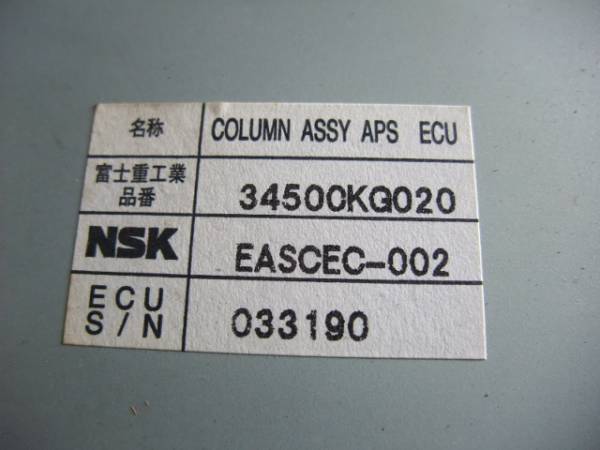 名称 COLUMN ASSY APS ECU
富士重工業
品番 34500KG020
NSK EASCEC-002
ECU
S/N 033190